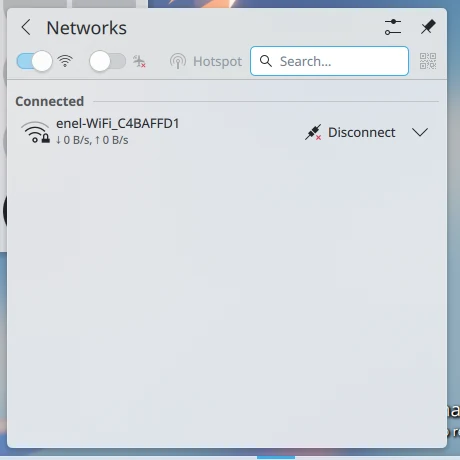 Networks
Hotspot
Search...
Connected
enel-WiFi_C4BAFFD1
↓ 0 B/s, ↑ 0 B/s
Disconnect